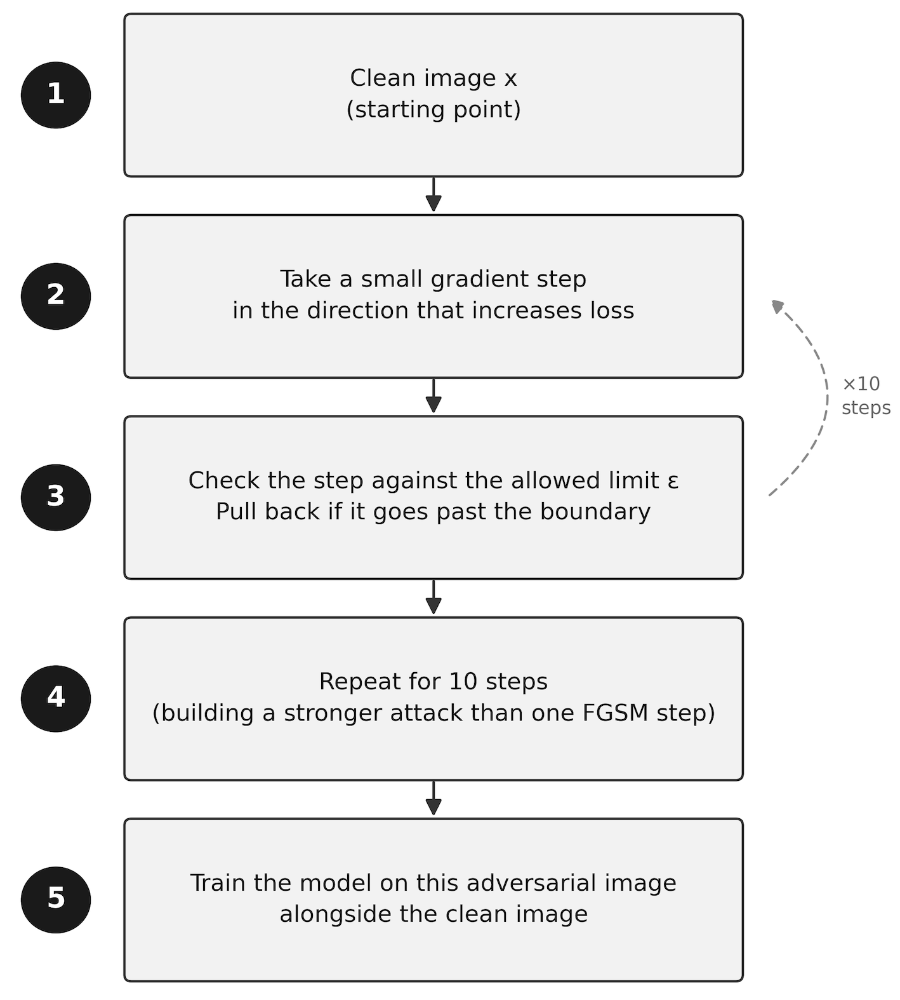 1
Clean image x
(starting point)
2
Take a small gradient step
in the direction that increases loss
×10
steps
3
Check the step against the allowed limit ε
Pull back if it goes past the boundary
4
Repeat for 10 steps
(building a stronger attack than one FGSM step)
5
Train the model on this adversarial image
alongside the clean image